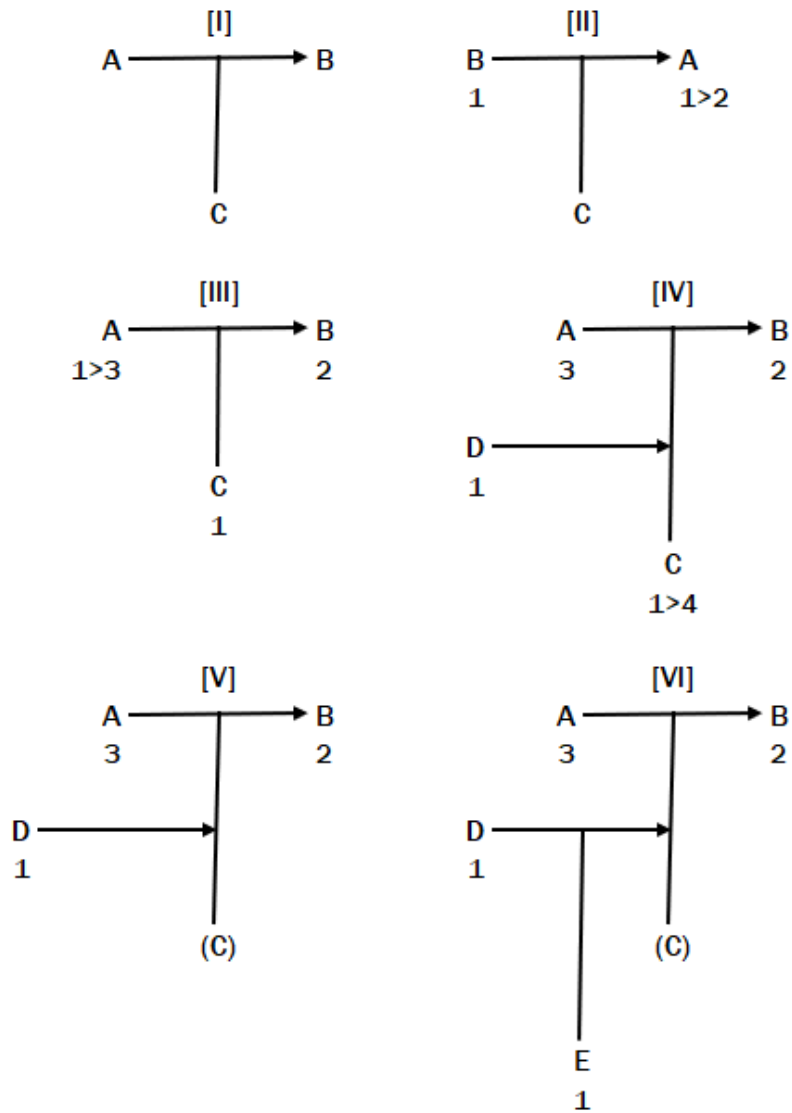 [I] [II]
A B B A
1 1>2
C C
[III] [IV]
A B A B
1>3 2 3 2
D
C 1
1
C
1>4
[V] [VI]
A B A B
3 2 3 2
D D
1 1
(C) (C)
E
1